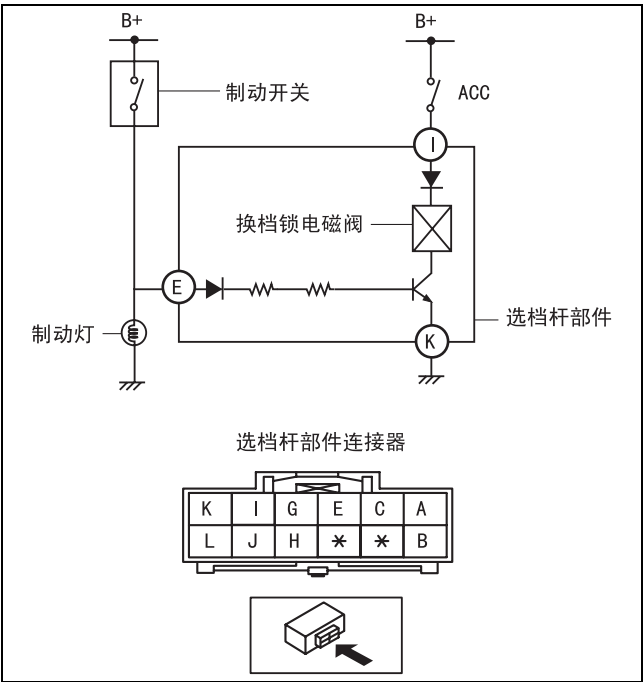 B+
B+
制动开关
ACC
I
换档锁电磁阀
E
选档杆部件
制动灯
K
选档杆部件连接器
K I G E C A
L J H * * B